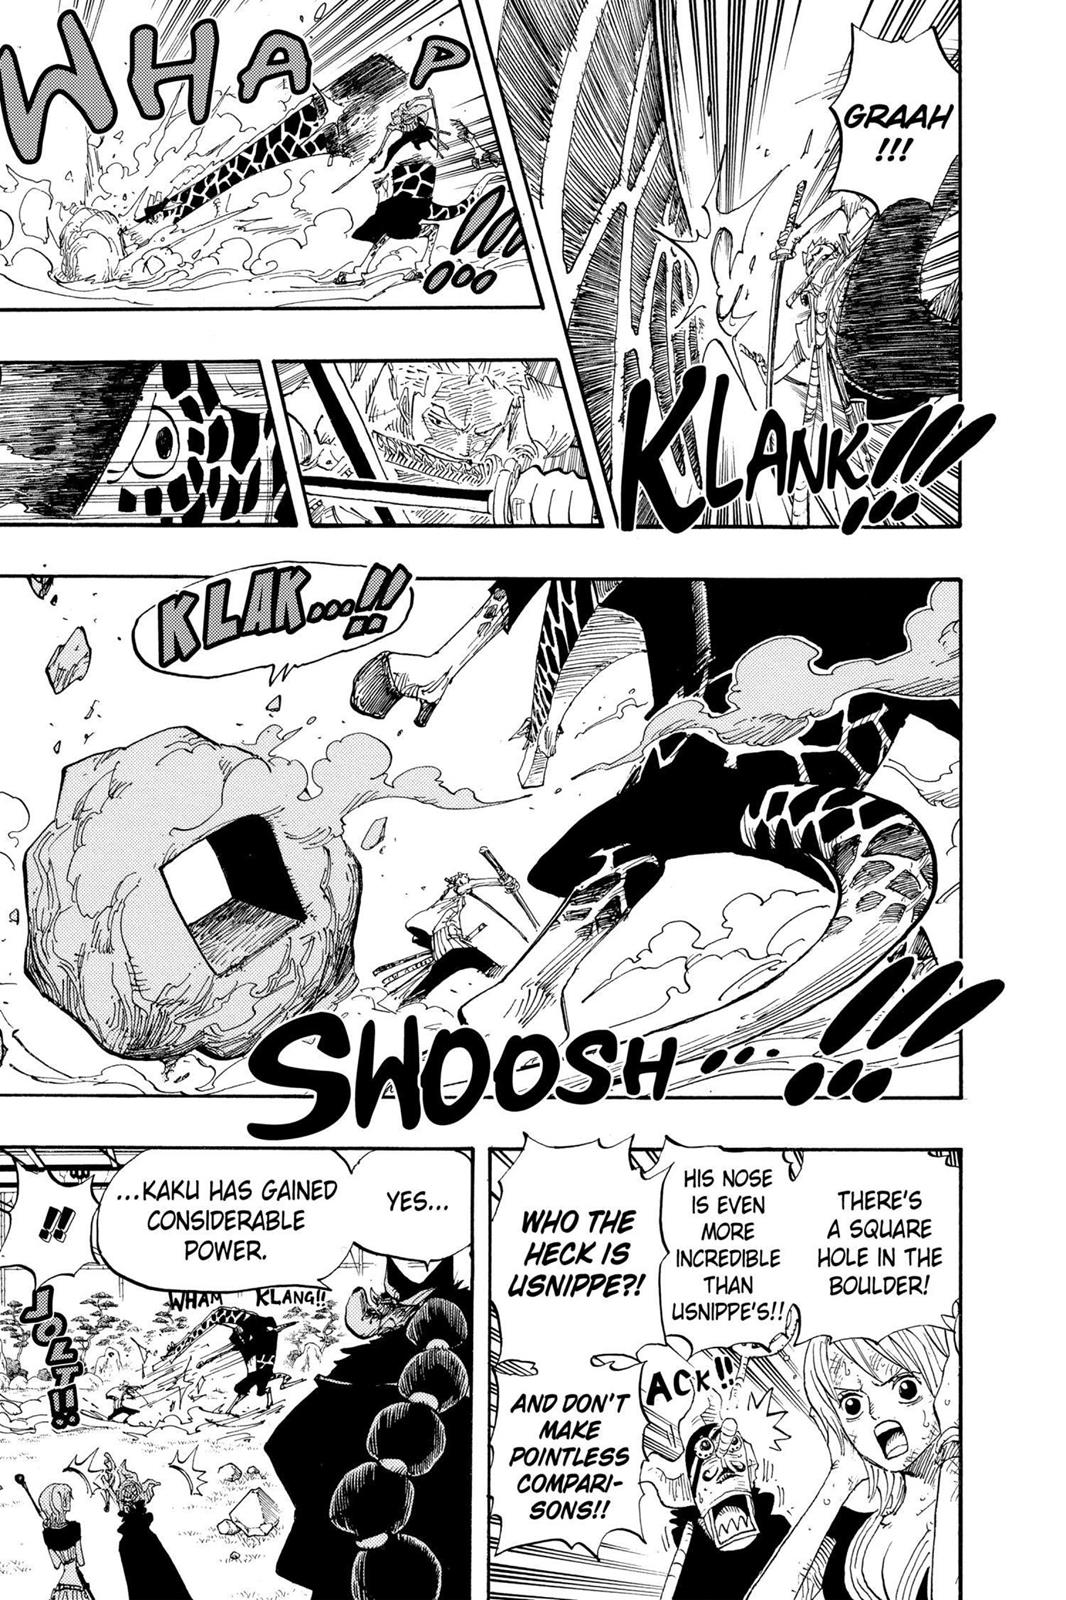 GRAAH
!!!
KLANK!!!
WHAP
!!!
KLAK...!!
SWOOSH...!!!
THERE'S
A SQUARE
HOLE IN THE
BOULDER!
HIS NOSE
IS EVEN
MORE
INCREDIBLE
THAN
USNIPPE'S!!
ACK!!
WHO THE
HECK IS
USNIPPE?!
AND DON'T
MAKE
POINTLESS
COMPARI-
SONS!!
YES...
...KAKU HAS GAINED
CONSIDERABLE
POWER.
WHAM
KLANG!!
!!
JOLT!!